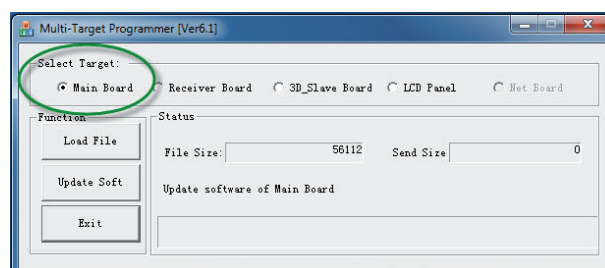 Multi-Target Programmer [Ver6.1]
Select Target:
Main Board Receiver Board 3D_Slave Board LCD Panel Net Board
Function
Status
Load File
File Size: 56112 Send Size 0
Update Soft
Update software of Main Board
Exit